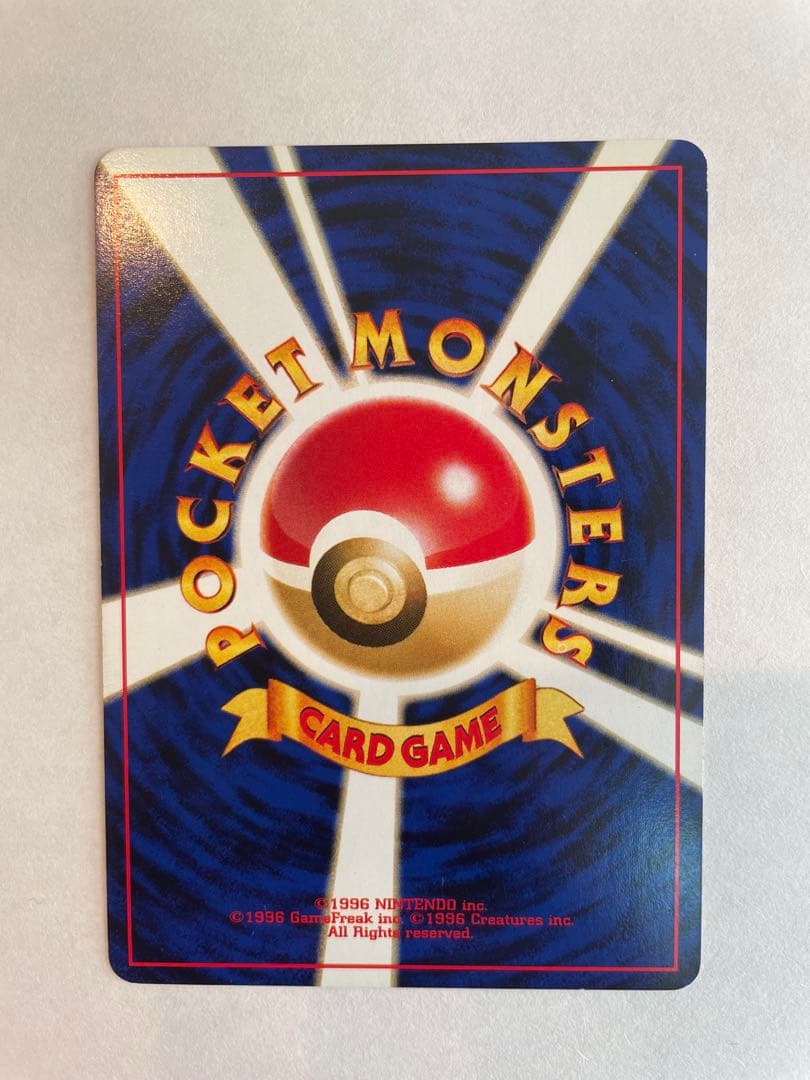 POCKET MONSTERS
CARD GAME
©1996 NINTENDO inc.
©1996 GameFreak inc. ©1996 Creatures inc.
All Rights reserved.